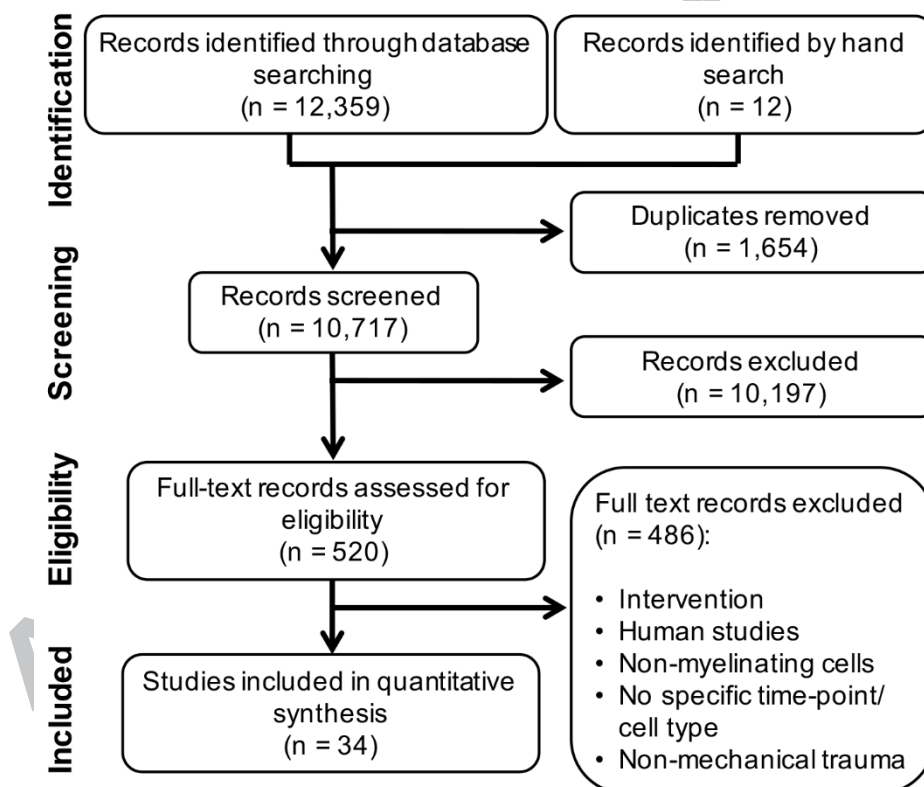 Identification
Records identified through database
searching
(n = 12,359)
Records identified by hand
search
(n = 12)
Duplicates removed
(n = 1,654)
Screening
Records screened
(n = 10,717)
Records excluded
(n = 10,197)
Eligibility
Full-text records assessed for
eligibility
(n = 520)
Full text records excluded
(n = 486):
• Intervention
• Human studies
• Non-myelinating cells
• No specific time-point/
cell type
• Non-mechanical trauma
Included
Studies included in quantitative
synthesis
(n = 34)